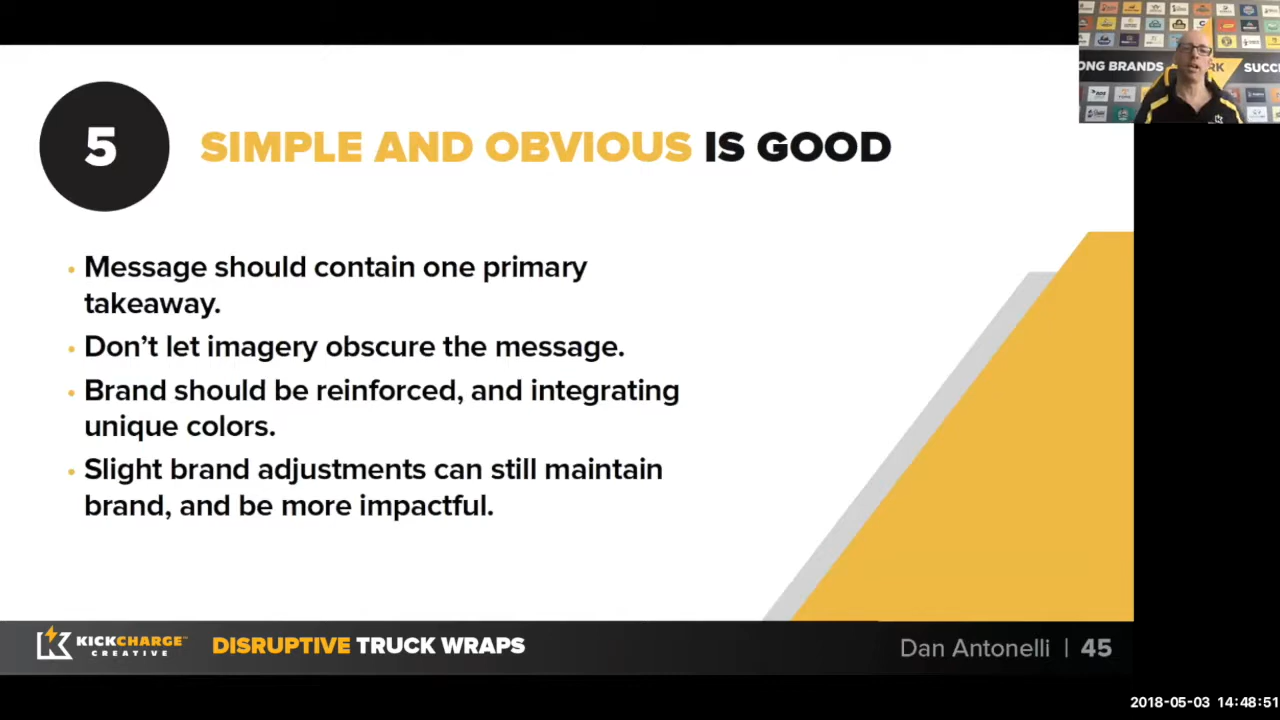 ONG BRANDS
RK
SUCC
5
SIMPLE AND OBVIOUS IS GOOD
• Message should contain one primary
takeaway.
• Don’t let imagery obscure the message.
• Brand should be reinforced, and integrating
unique colors.
• Slight brand adjustments can still maintain
brand, and be more impactful.
KICKCHARGE™
CREATIVE
DISRUPTIVE TRUCK WRAPS
Dan Antonelli | 45
2018-05-03 14:48:51